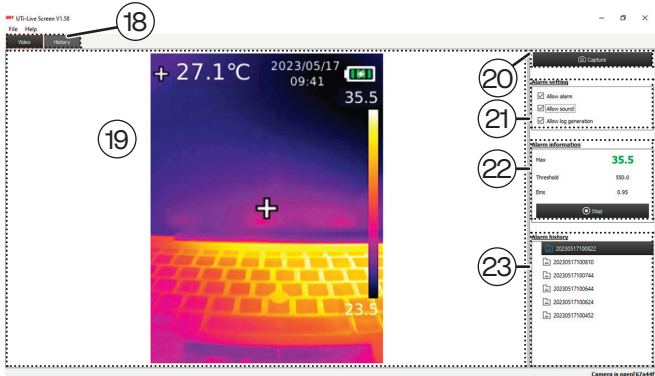 UTi-Live Screen V1.58
File Help
Video History
18
19
+ 27.1°C 2023/05/17
09:41
35.5
23.5
20
Capture
21
Alarm setting
Allow alarm
Allow sound
Allow log generation
22
Alarm information
Max 35.5
Threshold 550.0
Ems 0.95
Stop
23
Alarm history
20230517100822
20230517100810
20230517100744
20230517100644
20230517100624
20230517100452
Camera is open[67a44f